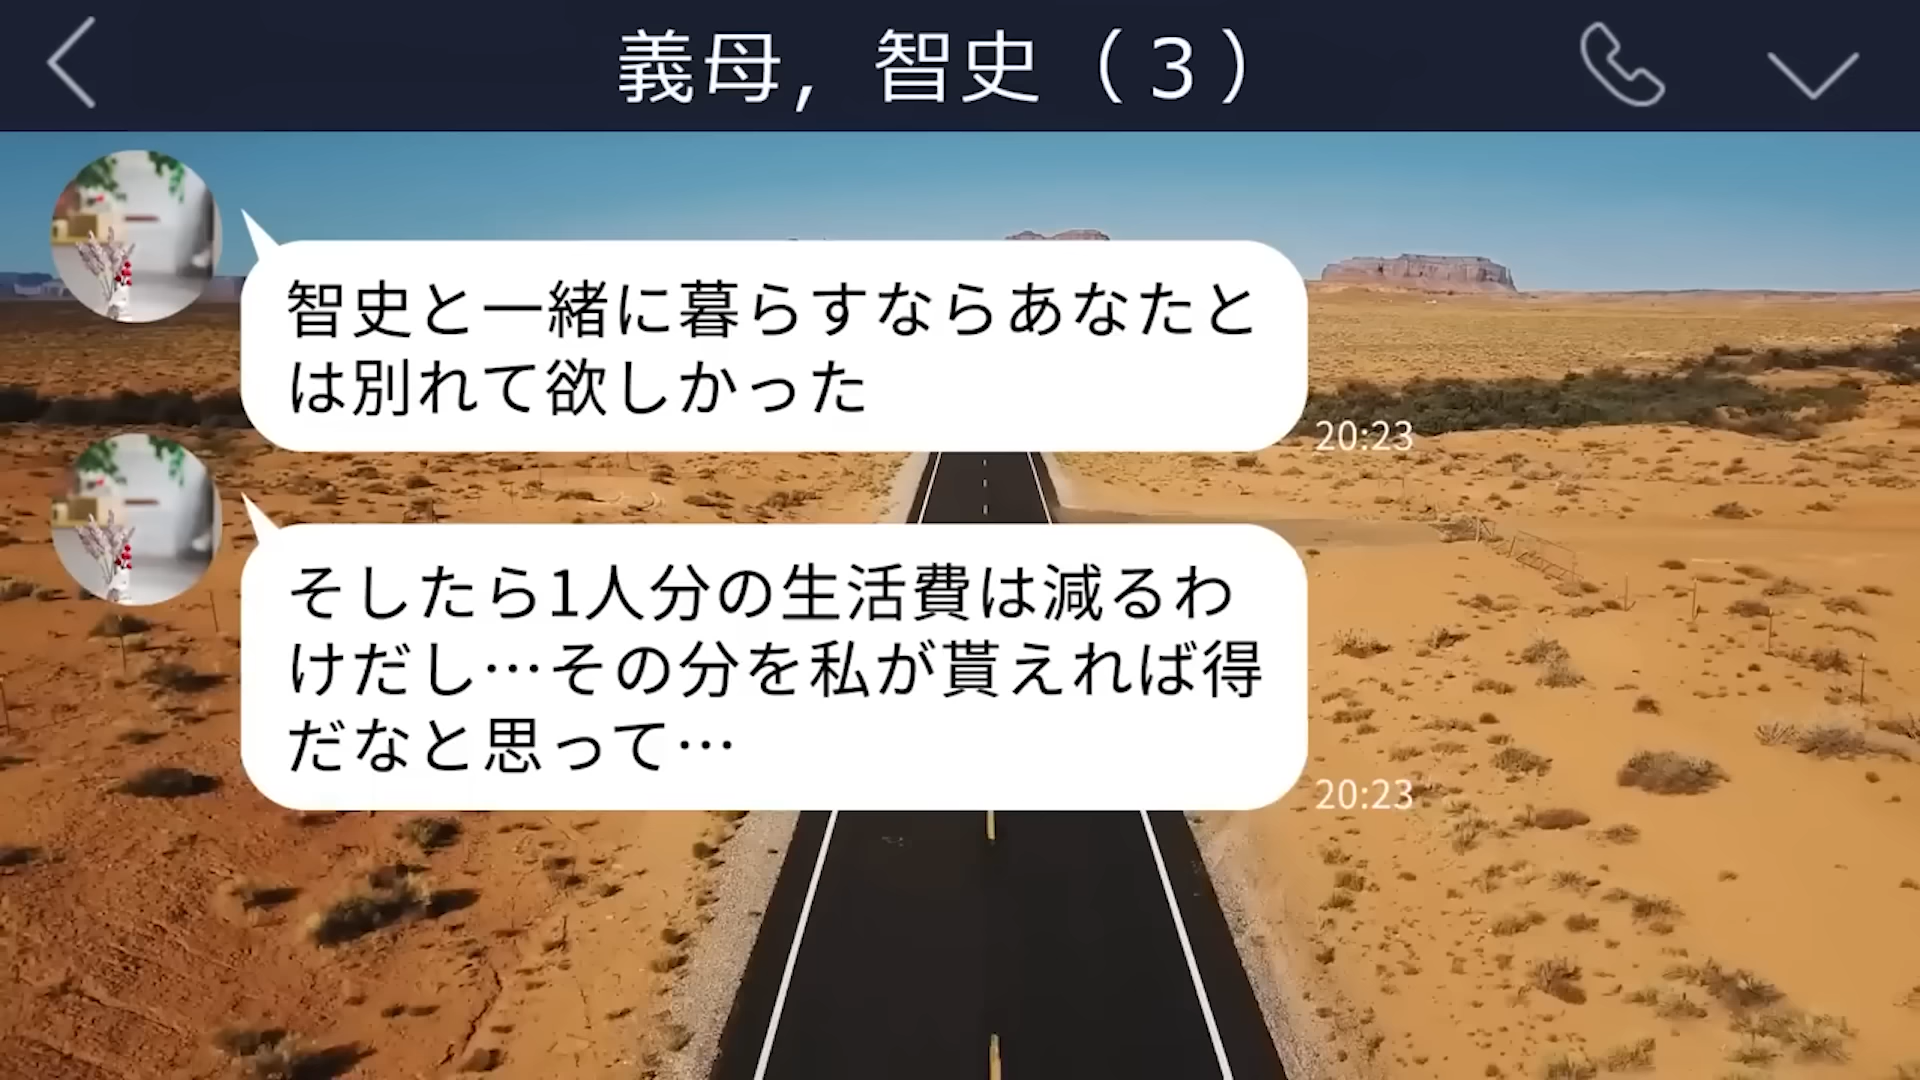 義母, 智史（３）
智史と一緒に暮らすならあなたと
は別れて欲しかった
20:23
そしたら1人分の生活費は減るわ
けだし…その分を私が貰えれば得
だなと思って…
20:23